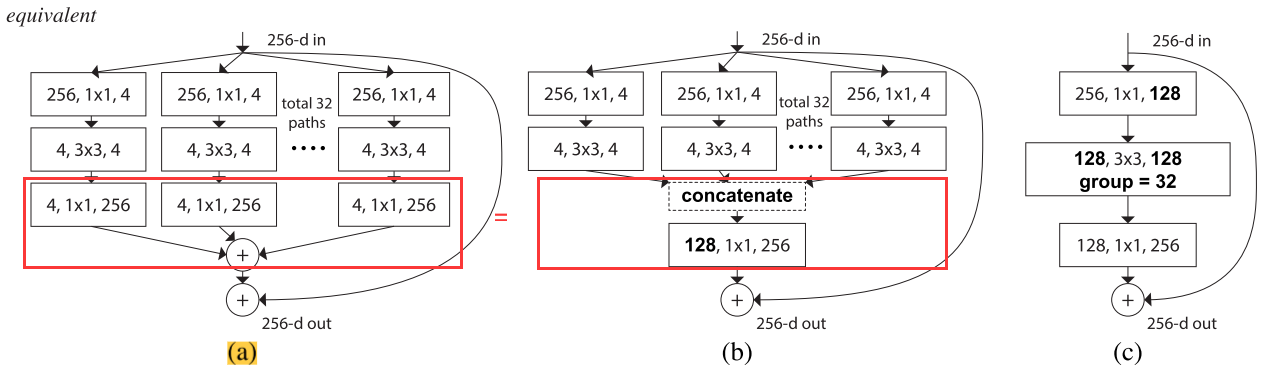 equivalent
256-d in
256, 1x1, 4
256, 1x1, 4
256, 1x1, 4
total 32
paths
4, 3x3, 4
4, 3x3, 4
....
4, 3x3, 4
4, 1x1, 256
4, 1x1, 256
4, 1x1, 256
+
+
256-d out
(a)
=
256-d in
256, 1x1, 4
256, 1x1, 4
256, 1x1, 4
total 32
paths
4, 3x3, 4
4, 3x3, 4
....
4, 3x3, 4
concatenate
128, 1x1, 256
+
256-d out
(b)
256-d in
256, 1x1, 128
128, 3x3, 128
group = 32
128, 1x1, 256
+
256-d out
(c)